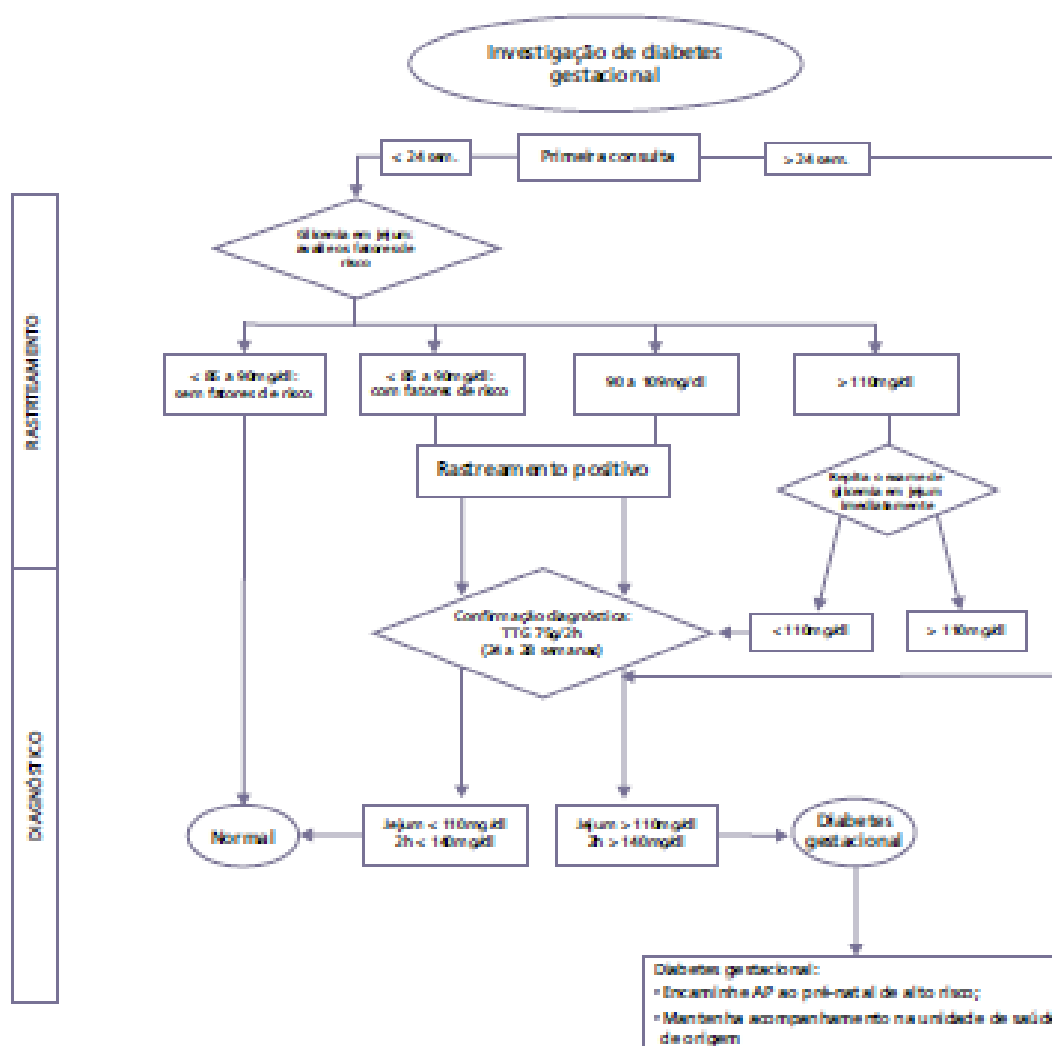 Investigação de diabetes
gestacional
< 24 sem.
Primeira consulta
> 24 sem.
Glicemia em jejum:
avalie os fatores de
risco
RASTRTEAMENTO
< 85 a 90mg/dl:
sem fatores de risco
< 85 a 90mg/dl:
com fatores de risco
90 a 109mg/dl
> 110mg/dl
Rastreamento positivo
Repita o exame de
glicemia em jejum
imediatamente
Confirmação diagnóstica:
TTG 75g/2h
(24 a 28 semanas)
< 110mg/dl
> 110mg/dl
DIAGNÓSTICO
Normal
Jejum < 110mg/dl
2h < 140mg/dl
Jejum > 110mg/dl
2h > 140mg/dl
Diabetes
gestacional
Diabetes gestacional:
• Encaminhe AP ao pré-natal de alto risco;
• Mantenha acompanhamento na unidade de saúde
de origem